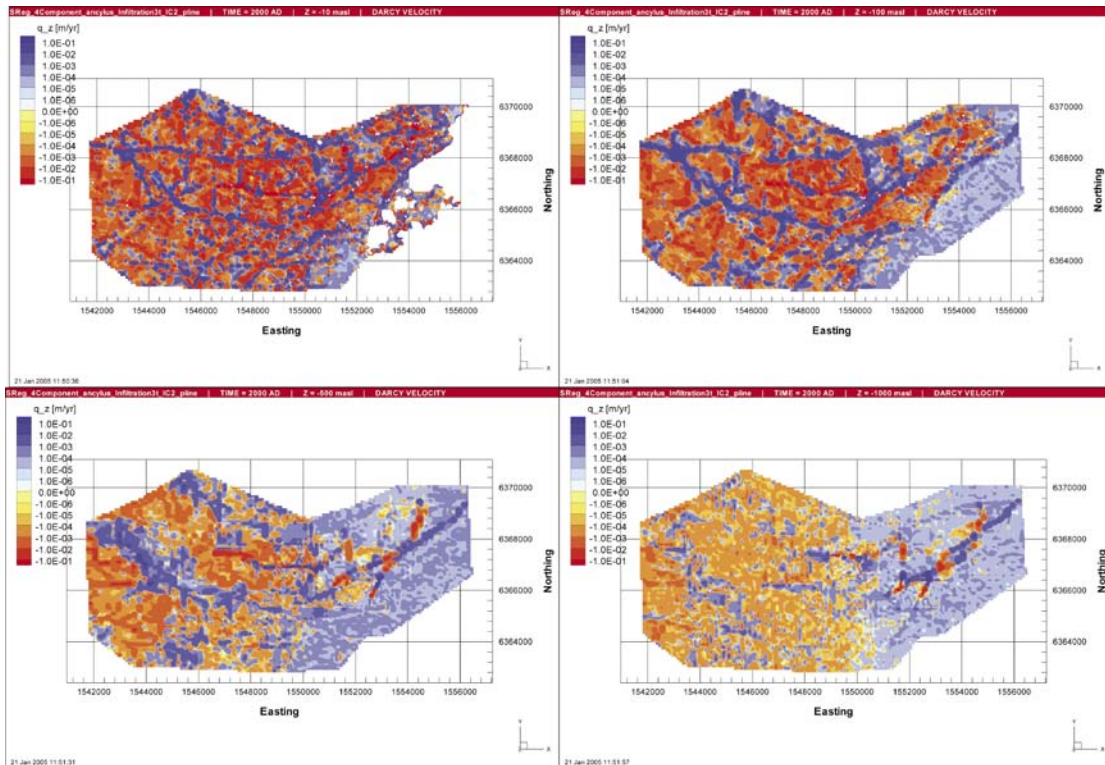 SReg_4Component_ancylus_Infiltration3t_IC2_pline | TIME = 2000 AD | Z = -10 masl | DARCY VELOCITY
q_z [m/yr]
1.0E-01
1.0E-02
1.0E-03
1.0E-04
1.0E-05
1.0E-06
0.0E+00
-1.0E-06
-1.0E-05
-1.0E-04
-1.0E-03
-1.0E-02
-1.0E-01
6370000
6368000
6366000
6364000
Northing
1542000 1544000 1546000 1548000 1550000 1552000 1554000 1556000
Easting
Y
X
21 Jan 2005 11:50:36
SReg_4Component_ancylus_Infiltration3t_IC2_pline | TIME = 2000 AD | Z = -100 masl | DARCY VELOCITY
q_z [m/yr]
1.0E-01
1.0E-02
1.0E-03
1.0E-04
1.0E-05
1.0E-06
0.0E+00
-1.0E-06
-1.0E-05
-1.0E-04
-1.0E-03
-1.0E-02
-1.0E-01
6370000
6368000
6366000
6364000
Northing
1542000 1544000 1546000 1548000 1550000 1552000 1554000 1556000
Easting
Y
X
21 Jan 2005 11:51:04
SReg_4Component_ancylus_Infiltration3t_IC2_pline | TIME = 2000 AD | Z = -500 masl | DARCY VELOCITY
q_z [m/yr]
1.0E-01
1.0E-02
1.0E-03
1.0E-04
1.0E-05
1.0E-06
0.0E+00
-1.0E-06
-1.0E-05
-1.0E-04
-1.0E-03
-1.0E-02
-1.0E-01
6370000
6368000
6366000
6364000
Northing
1542000 1544000 1546000 1548000 1550000 1552000 1554000 1556000
Easting
Y
X
21 Jan 2005 11:51:31
SReg_4Component_ancylus_Infiltration3t_IC2_pline | TIME = 2000 AD | Z = -1000 masl | DARCY VELOCITY
q_z [m/yr]
1.0E-01
1.0E-02
1.0E-03
1.0E-04
1.0E-05
1.0E-06
0.0E+00
-1.0E-06
-1.0E-05
-1.0E-04
-1.0E-03
-1.0E-02
-1.0E-01
6370000
6368000
6366000
6364000
Northing
1542000 1544000 1546000 1548000 1550000 1552000 1554000 1556000
Easting
Y
X
21 Jan 2005 11:51:57